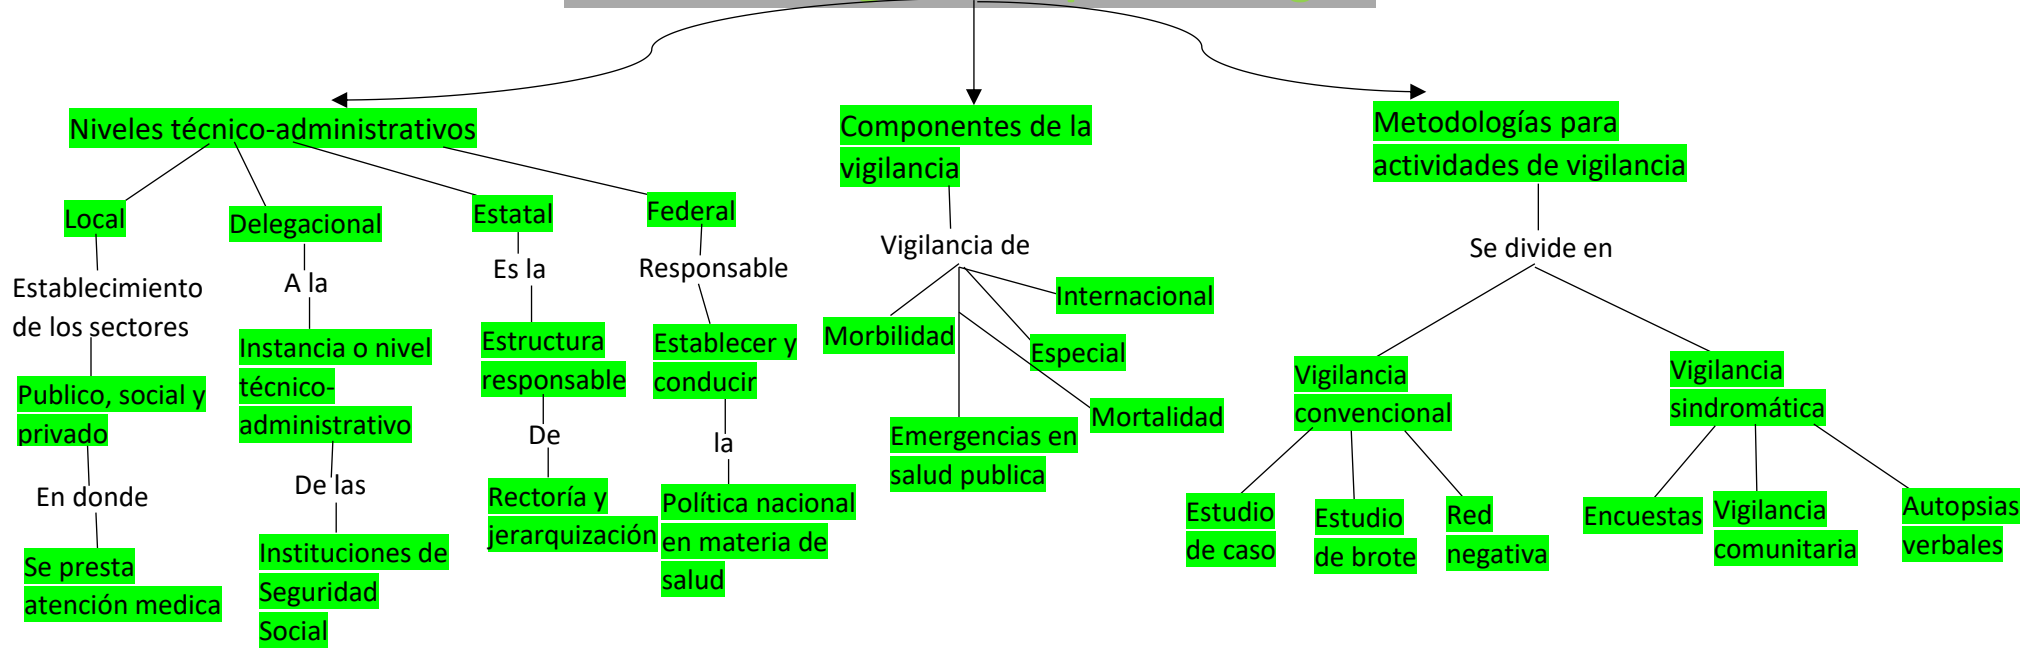 Niveles técnico-administrativos
Local
Establecimiento
de los sectores
Publico, social y
privado
En donde
Se presta
atención medica
Delegacional
A la
Instancia o nivel
técnico-
administrativo
De las
Instituciones de
Seguridad
Social
Estatal
Es la
Estructura
responsable
De
Rectoría y
jerarquización
Federal
Responsable
Establecer y
conducir
la
Política nacional
en materia de
salud
Componentes de la
vigilancia
Vigilancia de
Morbilidad
Emergencias en
salud publica
Mortalidad
Especial
Internacional
Metodologías para
actividades de vigilancia
Se divide en
Vigilancia
convencional
Estudio
de caso
Estudio
de brote
Red
negativa
Vigilancia
sindromática
Encuestas
Vigilancia
comunitaria
Autopsias
verbales